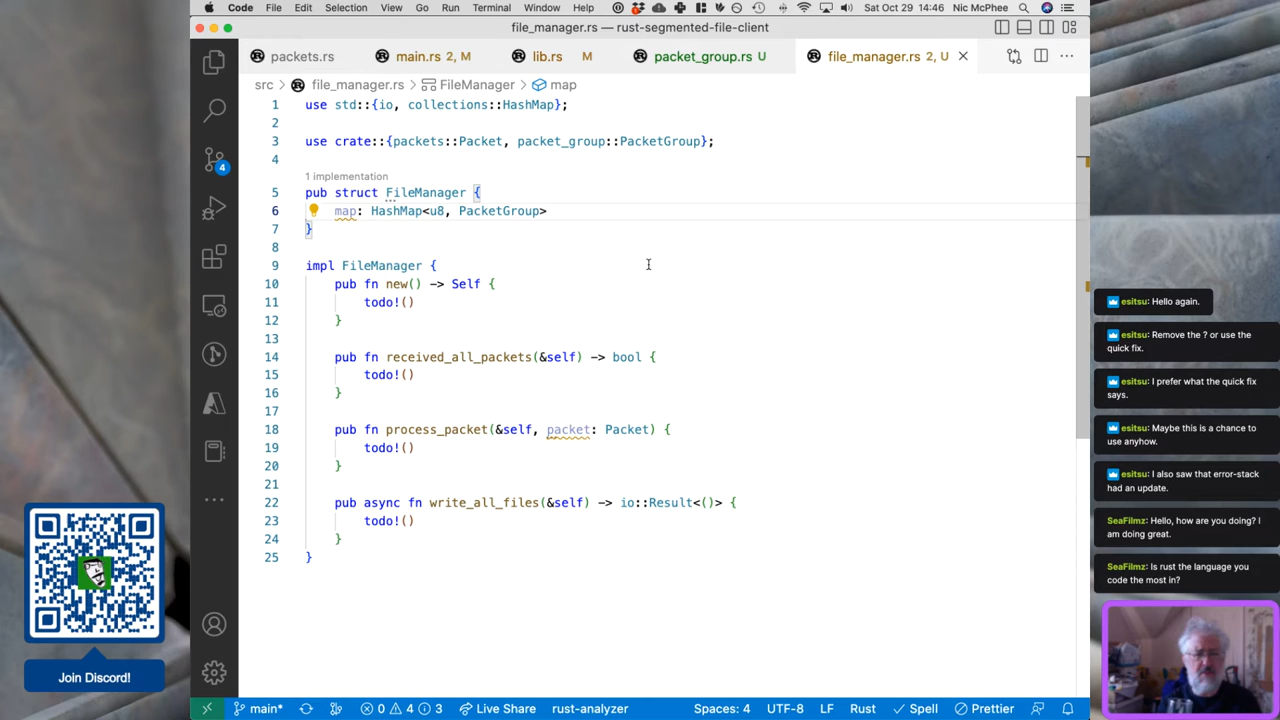 Code File Edit Selection View Go Run Terminal Window Help Sat Oct 29 14:46 Nic McPhee
file_manager.rs — rust-segmented-file-client
packets.rs main.rs 2, M lib.rs M packet_group.rs U file_manager.rs 2, U
src file_manager.rs FileManager map
1 use std::{io, collections::HashMap};
2
3 use crate::{packets::Packet, packet_group::PacketGroup};
4
1 implementation
5 pub struct FileManager {
6 map: HashMap<u8, PacketGroup>
7 }
8
9 impl FileManager {
10 pub fn new() -> Self {
11 todo!()
12 }
13
14 pub fn received_all_packets(&self) -> bool {
15 todo!()
16 }
17
18 pub fn process_packet(&self, packet: Packet) {
19 todo!()
20 }
21
22 pub async fn write_all_files(&self) -> io::Result<()> {
23 todo!()
24 }
25 }
4
esitsu: Hello again.
esitsu: Remove the ? or use the
quick fix.
esitsu: I prefer what the quick fix
says.
esitsu: Maybe this is a chance to
use anyhow.
esitsu: I also saw that error-stack
had an update.
SeaFilmz: Hello, how are you doing? I
am doing great.
SeaFilmz: Is rust the language you
code the most in?
Join Discord!
main* 0 4 3 Live Share rust-analyzer Spaces: 4 UTF-8 LF Rust Spell Prettier